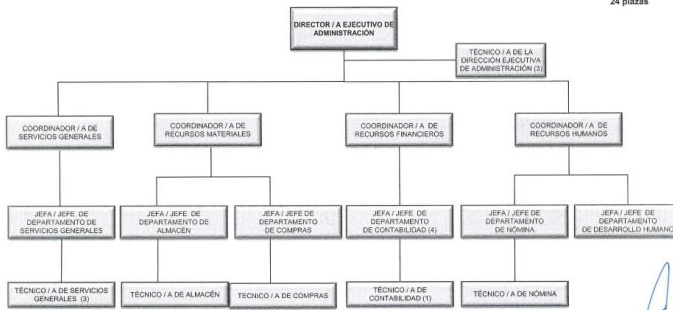 24 plazas
DIRECTOR / A EJECUTIVO DE
ADMINISTRACIÓN
TÉCNICO / A DE LA
DIRECCIÓN EJECUTIVA
DE ADMINISTRACIÓN (3)
COORDINADOR / A DE
SERVICIOS GENERALES
COORDINADOR / A DE
RECURSOS MATERIALES
COORDINADOR / A DE
RECURSOS FINANCIEROS
COORDINADOR / A DE
RECURSOS HUMANOS
JEFA / JEFE DE
DEPARTAMENTO DE
SERVICIOS GENERALES
JEFA / JEFE DE
DEPARTAMENTO DE
ALMACÉN
JEFA / JEFE DE
DEPARTAMENTO
DE COMPRAS
JEFA / JEFE DE
DEPARTAMENTO
DE CONTABILIDAD (4)
JEFA / JEFE DE
DEPARTAMENTO
DE NÓMINA
JEFA / JEFE DE
DEPARTAMENTO
DE DESARROLLO HUMANO
TÉCNICO / A DE SERVICIOS
GENERALES (3)
TÉCNICO / A DE ALMACÉN
TECNICO / A DE COMPRAS
TÉCNICO / A DE
CONTABILIDAD (1)
TÉCNICO / A DE NÓMINA